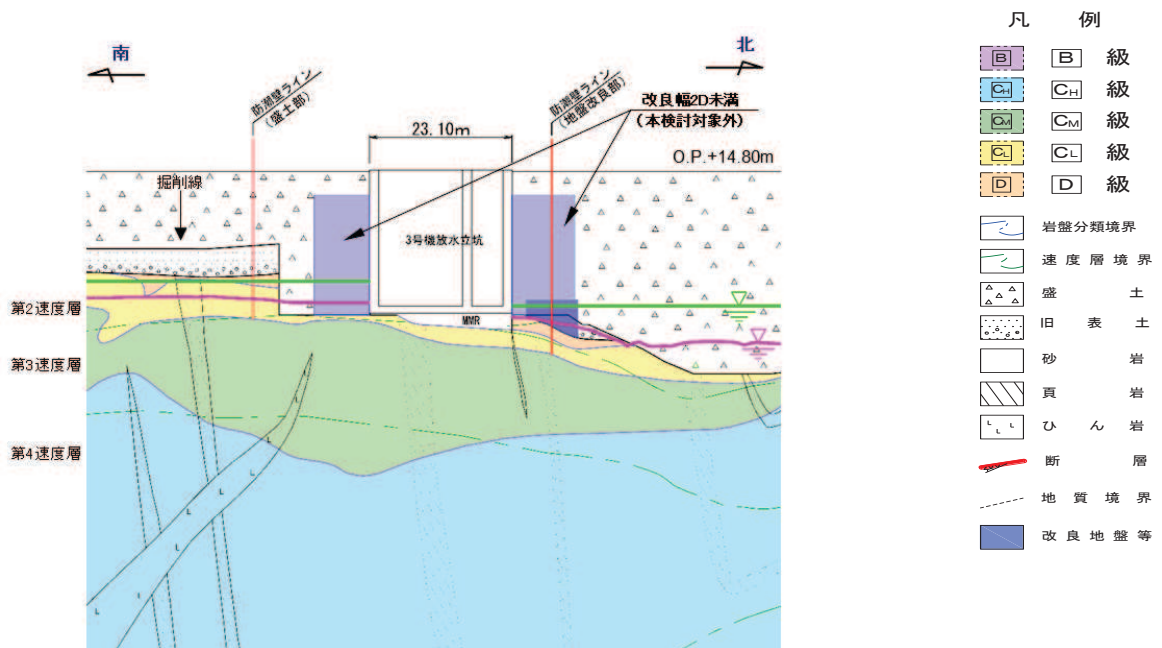 南
北
防潮壁ライン
(盛土部)
防潮壁ライン
(地盤改良部)
改良幅2D未満
(本検討対象外)
23.10m
O.P.+14.80m
掘削線
3号機放水立坑
MMR
第2速度層
第3速度層
第4速度層
L
L
L
L
凡 例
B B 級
CH CH 級
CM CM 級
CL CL 級
D D 級
岩盤分類境界
速度層境界
盛 土
旧 表 土
砂 岩
頁 岩
L L L ひ ん 岩
断 層
地 質 境 界
改 良 地 盤 等